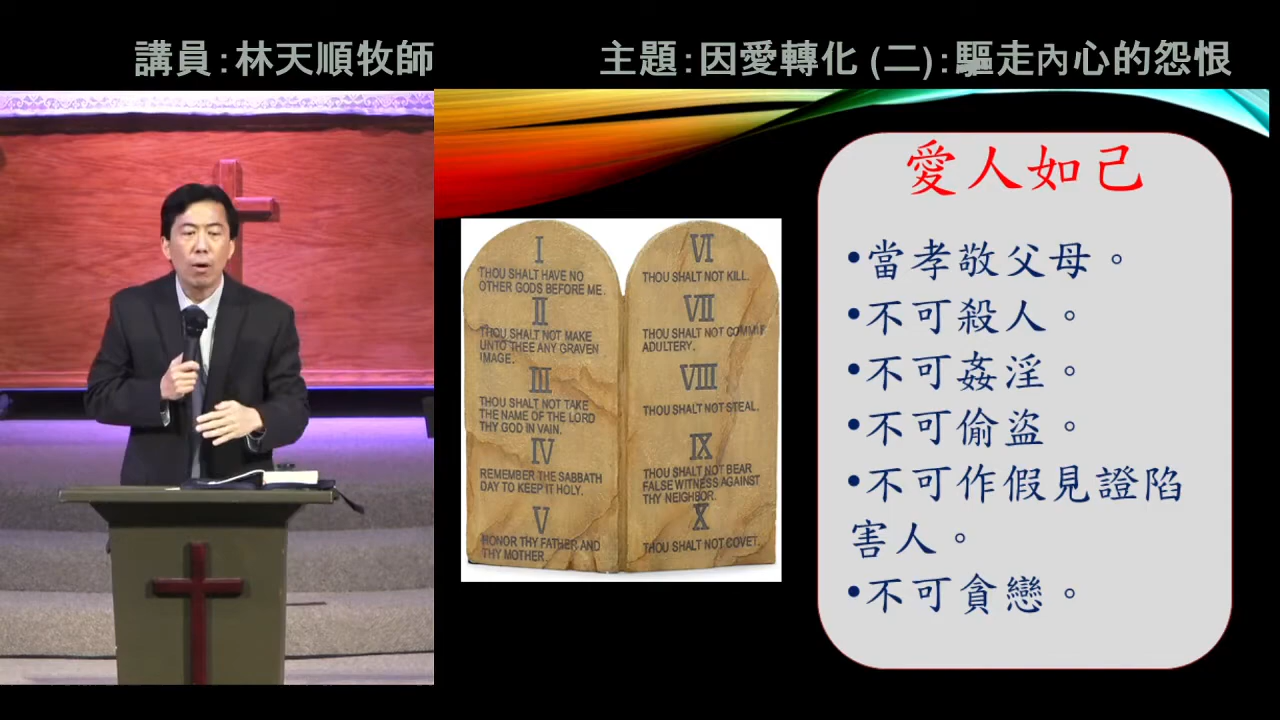 講員:林天順牧師
主題:因愛轉化 (二):驅走內心的怨恨
I
THOU SHALT HAVE NO
OTHER GODS BEFORE ME.
II
THOU SHALT NOT MAKE
UNTO THEE ANY GRAVEN
IMAGE.
III
THOU SHALT NOT TAKE
THE NAME OF THE LORD
THY GOD IN VAIN.
IV
REMEMBER THE SABBATH
DAY TO KEEP IT HOLY.
V
HONOR THY FATHER AND
THY MOTHER.
VI
THOU SHALT NOT KILL.
VII
THOU SHALT NOT COMMIT
ADULTERY.
VIII
THOU SHALT NOT STEAL.
IX
THOU SHALT NOT BEAR
FALSE WITNESS AGAINST
THY NEIGHBOR.
X
THOU SHALT NOT COVET.
愛人如己
•當孝敬父母。
•不可殺人。
•不可姦淫。
•不可偷盜。
•不可作假見證陷
害人。
•不可貪戀。